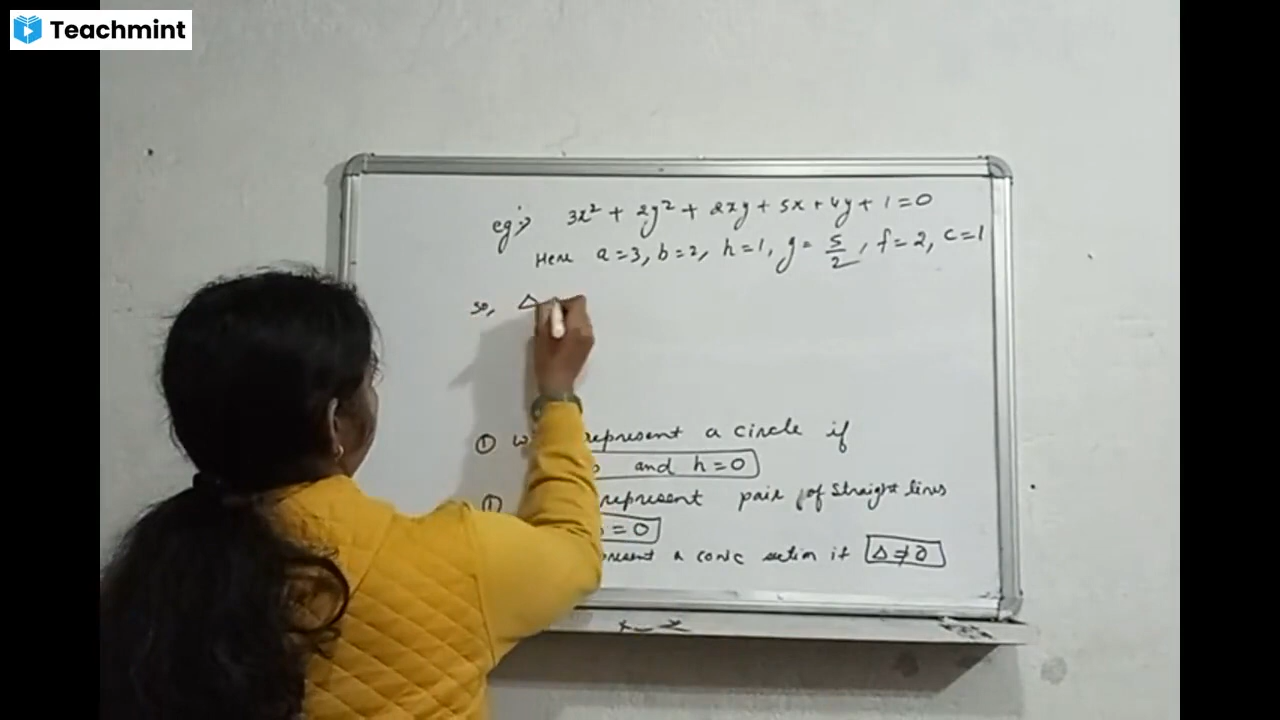 Teachmint
eg:→ 3x² + 2y² + 2xy + 5x + 4y + 1 = 0
Here a = 3, b = 2, h = 1, g = 5/2, f = 2, c = 1
so, Δ
① represent a circle if
and h = 0
represent pair of straight lines
= 0
a conic section if Δ ≠ 0